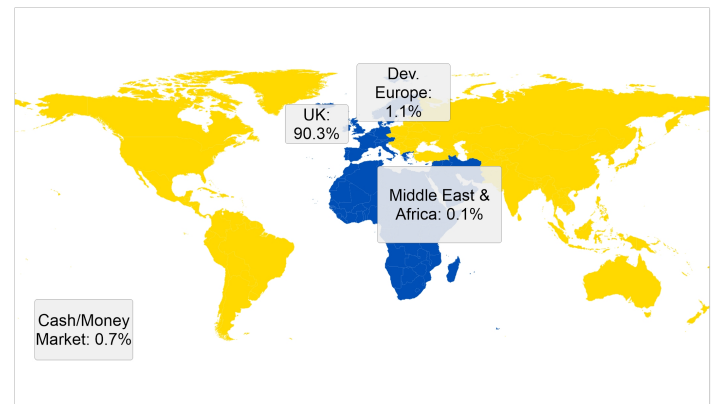 Dev.
Europe:
1.1%
UK:
90.3%
Middle East &
Africa: 0.1%
Cash/Money
Market: 0.7%